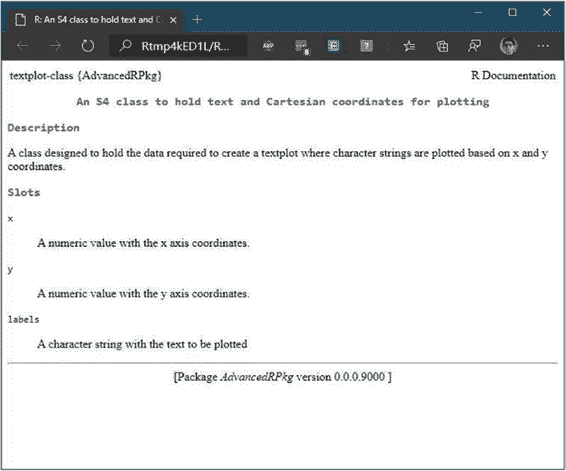 R: An S4 class to hold text and C
Rtmp4kED1L/R...
textplot-class {AdvancedRPkg}
R Documentation
An S4 class to hold text and Cartesian coordinates for plotting
Description
A class designed to hold the data required to create a textplot where character strings are plotted based on x and y
coordinates.
Slots
x
A numeric value with the x axis coordinates.
y
A numeric value with the y axis coordinates.
labels
A character string with the text to be plotted
[Package AdvancedRPkg version 0.0.0.9000 ]